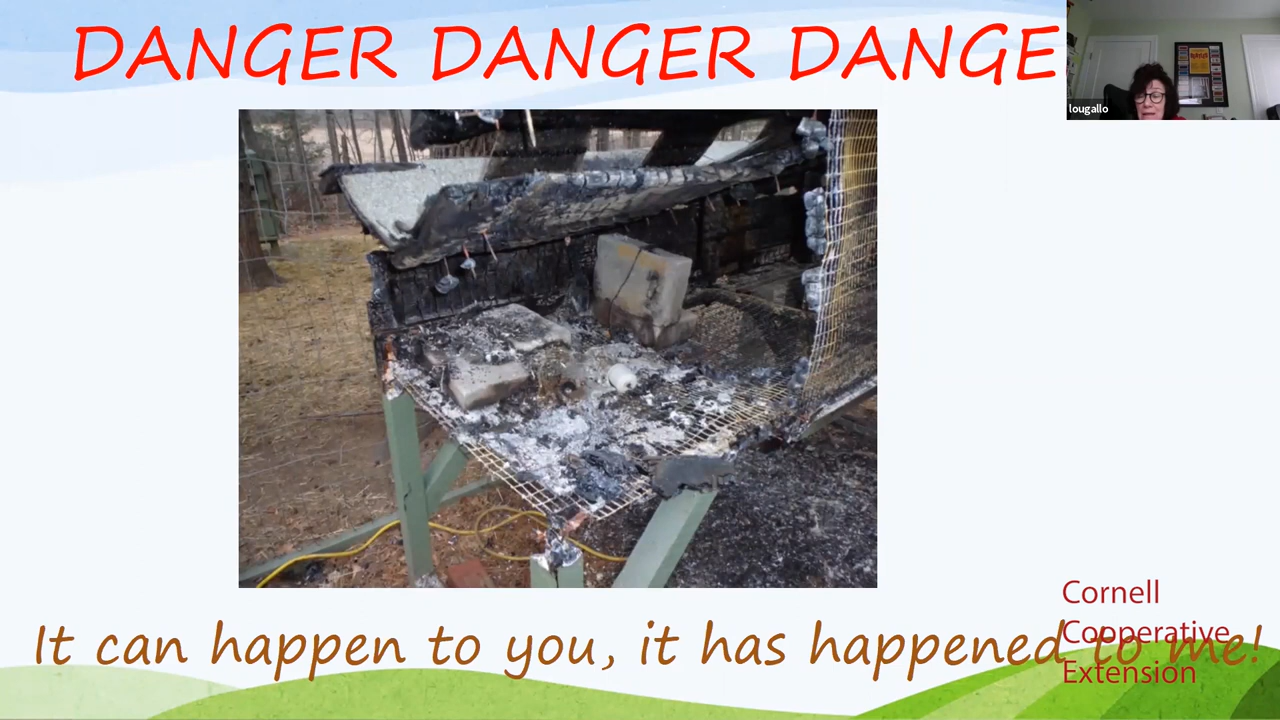 DANGER DANGER DANGE
lougallo
It can happen to you, it has happened to me!
Cornell
Cooperative
Extension